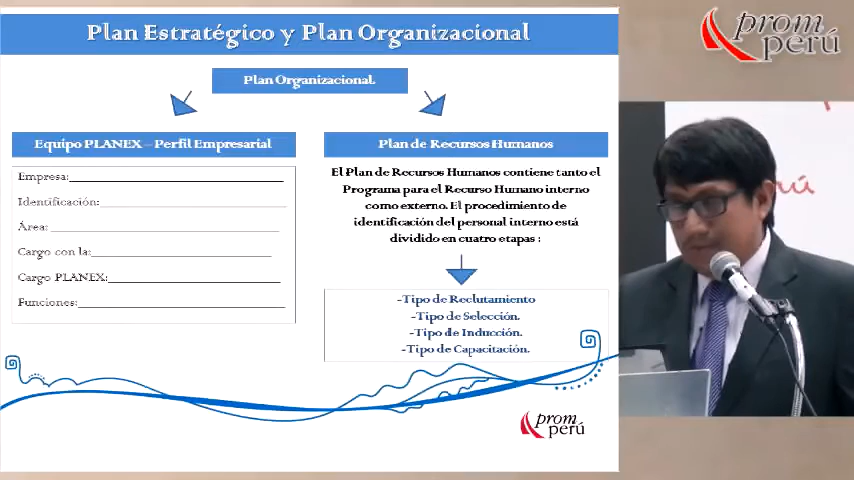 Plan Estratégico y Plan Organizacional
prom
perú
Plan Organizacional.
Equipo PLANEX – Perfil Empresarial
Empresa:
Identificación:
Área:
Cargo con la:
Cargo PLANEX:
Funciones:
Plan de Recursos Humanos
El Plan de Recursos Humanos contiene tanto el
Programa para el Recurso Humano interno
como externo. El procedimiento de
identificación del personal interno está
dividido en cuatro etapas :
-Tipo de Reclutamiento
-Tipo de Selección.
-Tipo de Inducción.
-Tipo de Capacitación.
prom
perú